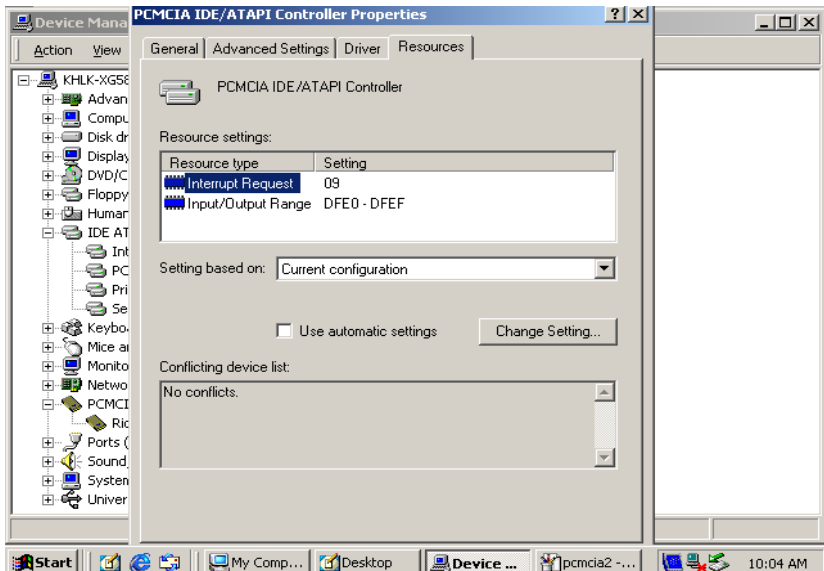 Device Mana
PCMCIA IDE/ATAPI Controller Properties
Action View
General Advanced Settings Driver Resources
KHLK-XG58
Advan
Compu
Disk dr
Display
DVD/C
Floppy
Human
IDE AT
Int
PC
Pri
Se
Keybo
Mice a
Monito
Netwo
PCMCI
Ric
Ports (
Sound,
System
Univer
PCMCIA IDE/ATAPI Controller
Resource settings:
Resource type Setting
Interrupt Request 09
Input/Output Range DFE0 - DFEF
Setting based on: Current configuration
Use automatic settings Change Setting...
Conflicting device list:
No conflicts.
Start My Comp... Desktop Device ... pcmcia2 -... 10:04 AM